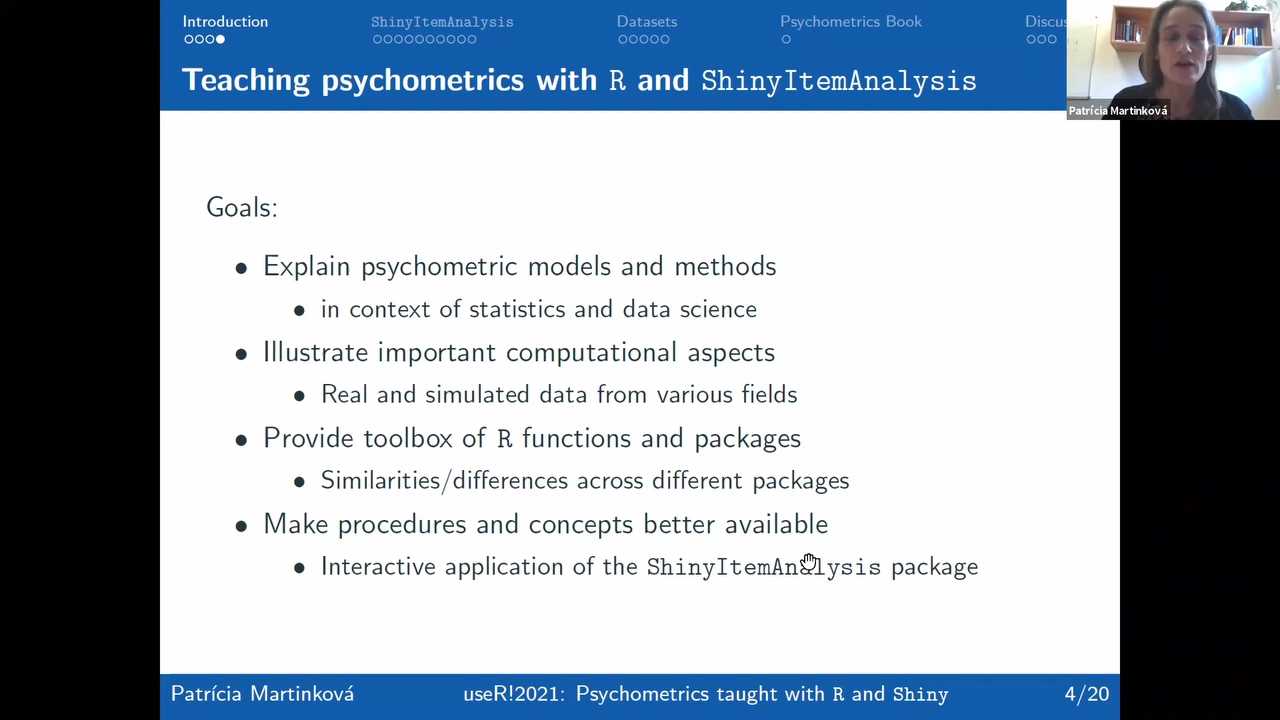 Introduction ShinyItemAnalysis Datasets Psychometrics Book
Teaching psychometrics with R and ShinyItemAnalysis
Patrícia Martinková
Goals:
• Explain psychometric models and methods
• in context of statistics and data science
• Illustrate important computational aspects
• Real and simulated data from various fields
• Provide toolbox of R functions and packages
• Similarities/differences across different packages
• Make procedures and concepts better available
• Interactive application of the ShinyItemAnalysis package
Patrícia Martinková useR!2021: Psychometrics taught with R and Shiny 4/20